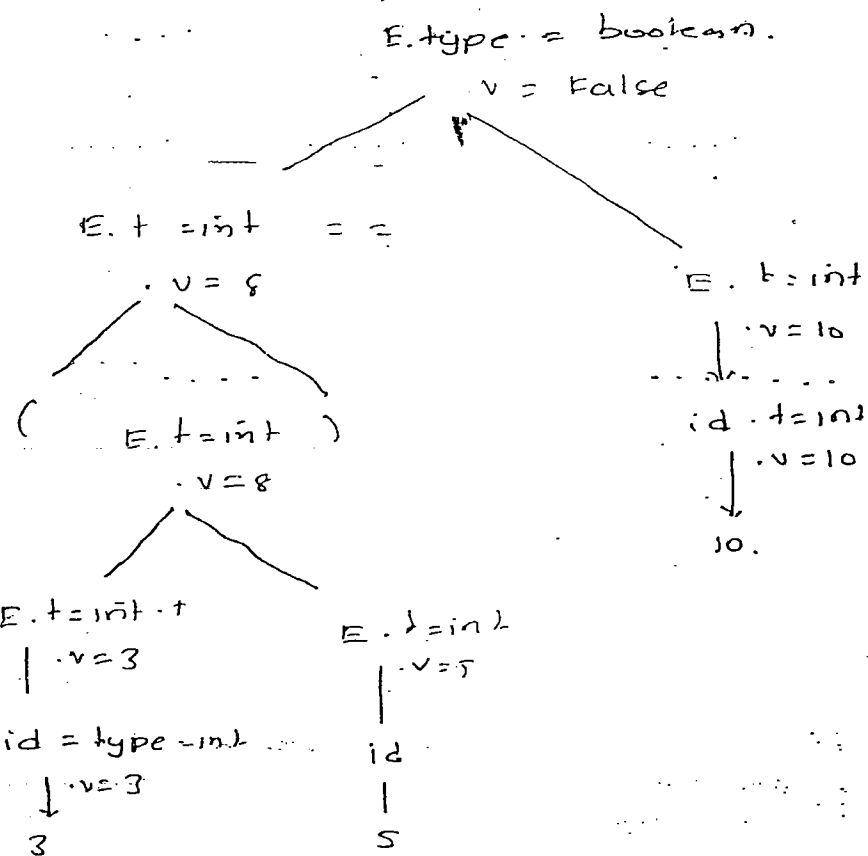 E.type = boolean.
v = False
E.t = int = =
.v = 8
E.t = int
.v = 10
( E.t = int )
.v = 8
id.t = int
.v = 10
10.
E.t = int +
.v = 3
E.t = int
.v = 5
id = type = int
.v = 3
id
3
5